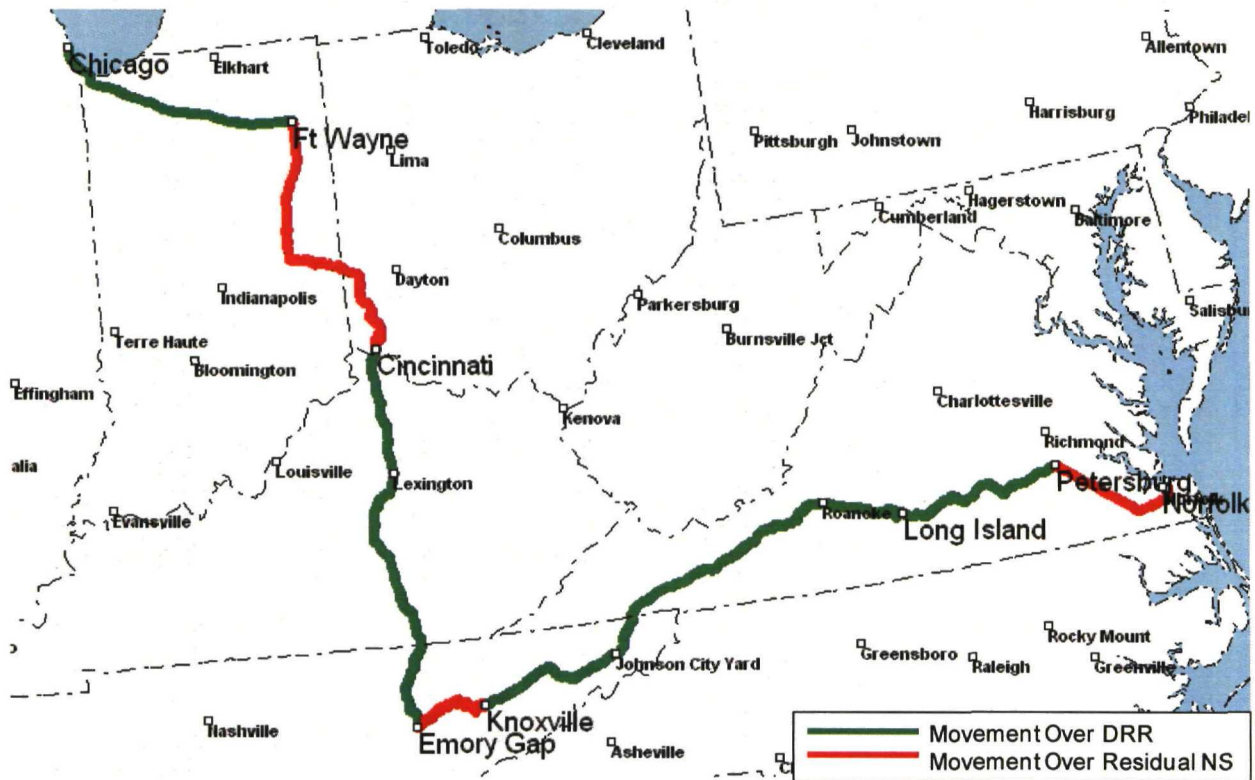 Chicago
Elkhart
Toledo
Cleveland
Allentown
Ft Wayne
Lima
Pittsburgh
Johnstown
Harrisburg
Philadel
Columbus
Cumberland
Hagerstown
Baltimore
Indianapolis
Dayton
Parkersburg
Salisbur
Terre Haute
Bloomington
Cincinnati
Burnsville Jct
Effingham
Kenova
Charlottesville
alia
Louisville
Lexington
Richmond
Petersburg
Evansville
Roanoke
Long Island
Norfolk
Johnson City Yard
Greensboro
Rocky Mount
Raleigh
Greenville
Nashville
Emory Gap
Knoxville
Asheville
Movement Over DRR
Movement Over Residual NS